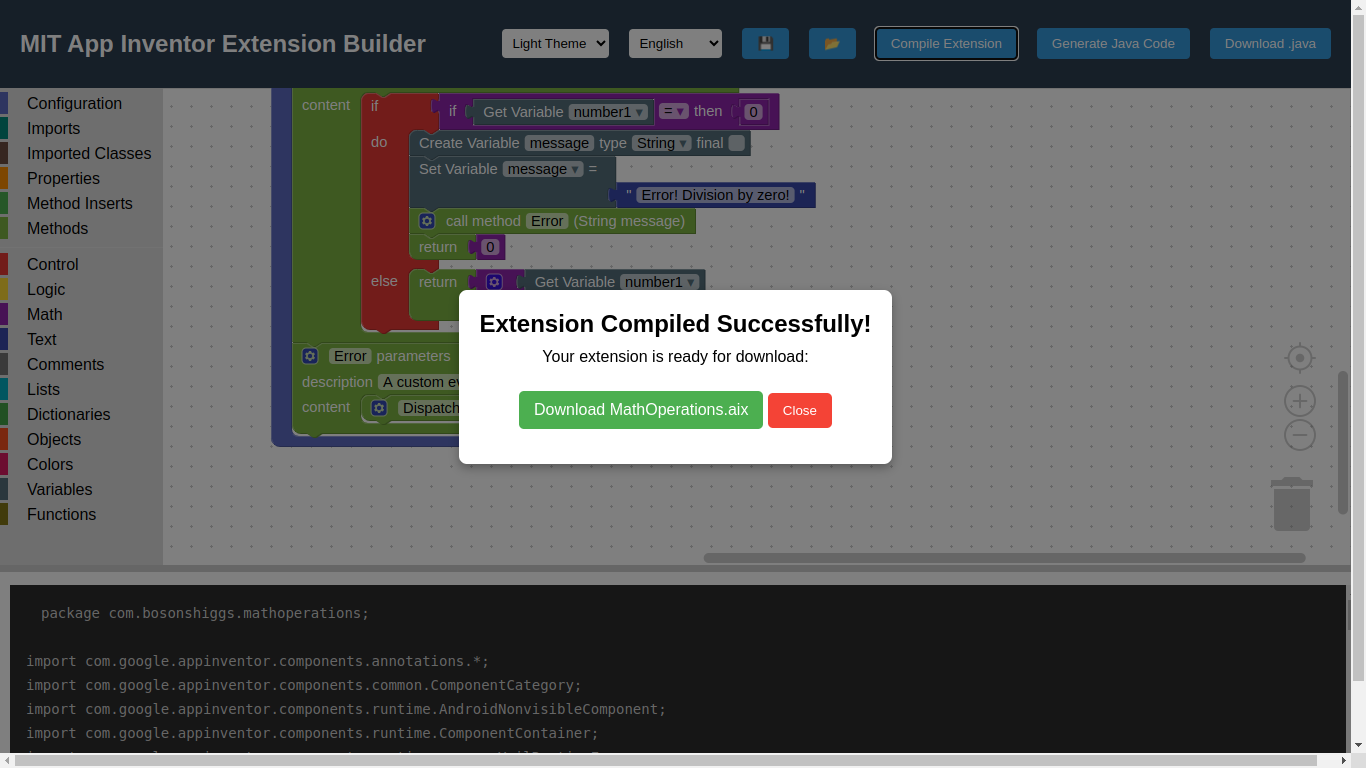 MIT App Inventor Extension Builder
Light Theme English Compile Extension Generate Java Code Download .java
Configuration
Imports
Imported Classes
Properties
Method Inserts
Methods
Control
Logic
Math
Text
Comments
Lists
Dictionaries
Objects
Colors
Variables
Functions
content if if Get Variable number1 = then 0
do Create Variable message type String final
Set Variable message =
" Error! Division by zero! "
call method Error (String message)
return 0
else return Get Variable number1
Error parameters
description A custom
content Dispatch
Extension Compiled Successfully!
Your extension is ready for download:
Download MathOperations.aix Close
package com.bosonshiggs.mathoperations;
import com.google.appinventor.components.annotations.*;
import com.google.appinventor.components.common.ComponentCategory;
import com.google.appinventor.components.runtime.AndroidNonvisibleComponent;
import com.google.appinventor.components.runtime.ComponentContainer;